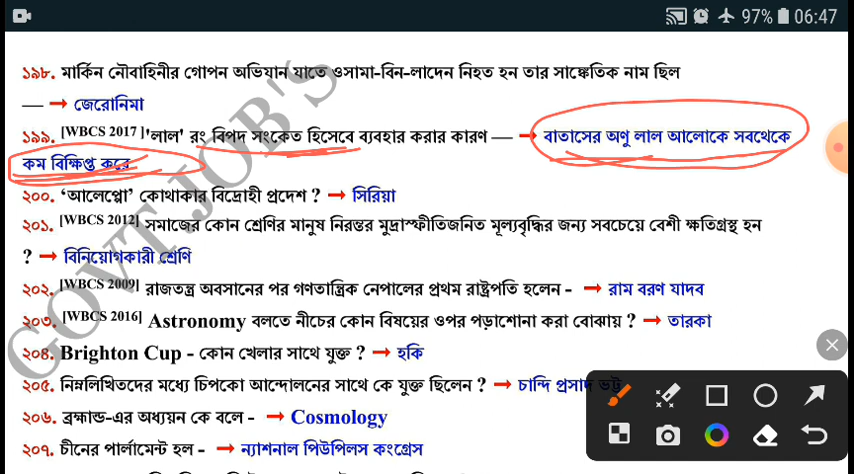 97% 06:47
১৯৮. মার্কিন নৌবাহিনীর গোপন অভিযান যাতে ওসামা-বিন-লাদেন নিহত হন তার সাঙ্কেতিক নাম ছিল
— → জেরোনিমা
১৯৯. [WBCS 2017] 'লাল' রং বিপদ সংকেত হিসেবে ব্যবহার করার কারণ — → বাতাসের অণু লাল আলোকে সবথেকে
কম বিক্ষিপ্ত করে
২০০. ‘আলেপ্পো’ কোথাকার বিদ্রোহী প্রদেশ ? → সিরিয়া
২০১. [WBCS 2012] সমাজের কোন শ্রেণির মানুষ নিরন্তর মুদ্রাস্ফীতিজনিত মূল্যবৃদ্ধির জন্য সবচেয়ে বেশী ক্ষতিগ্রস্থ হন
? → বিনিয়োগকারী শ্রেণি
২০২. [WBCS 2009] রাজতন্ত্র অবসানের পর গণতান্ত্রিক নেপালের প্রথম রাষ্ট্রপতি হলেন - → রাম বরণ যাদব
২০৩. [WBCS 2016] Astronomy বলতে নীচের কোন বিষয়ের ওপর পড়াশোনা করা বোঝায় ? → তারকা
২০৪. Brighton Cup - কোন খেলার সাথে যুক্ত ? → হকি
২০৫. নিম্নলিখিতদের মধ্যে চিপকো আন্দোলনের সাথে কে যুক্ত ছিলেন ? → চান্দি প্রসাদ ভট্ট
২০৬. ব্রহ্মান্ড-এর অধ্যয়ন কে বলে - → Cosmology
২০৭. চীনের পার্লামেন্ট হল - → ন্যাশনাল পিউপিলস কংগ্রেস
GOVT JOB'S